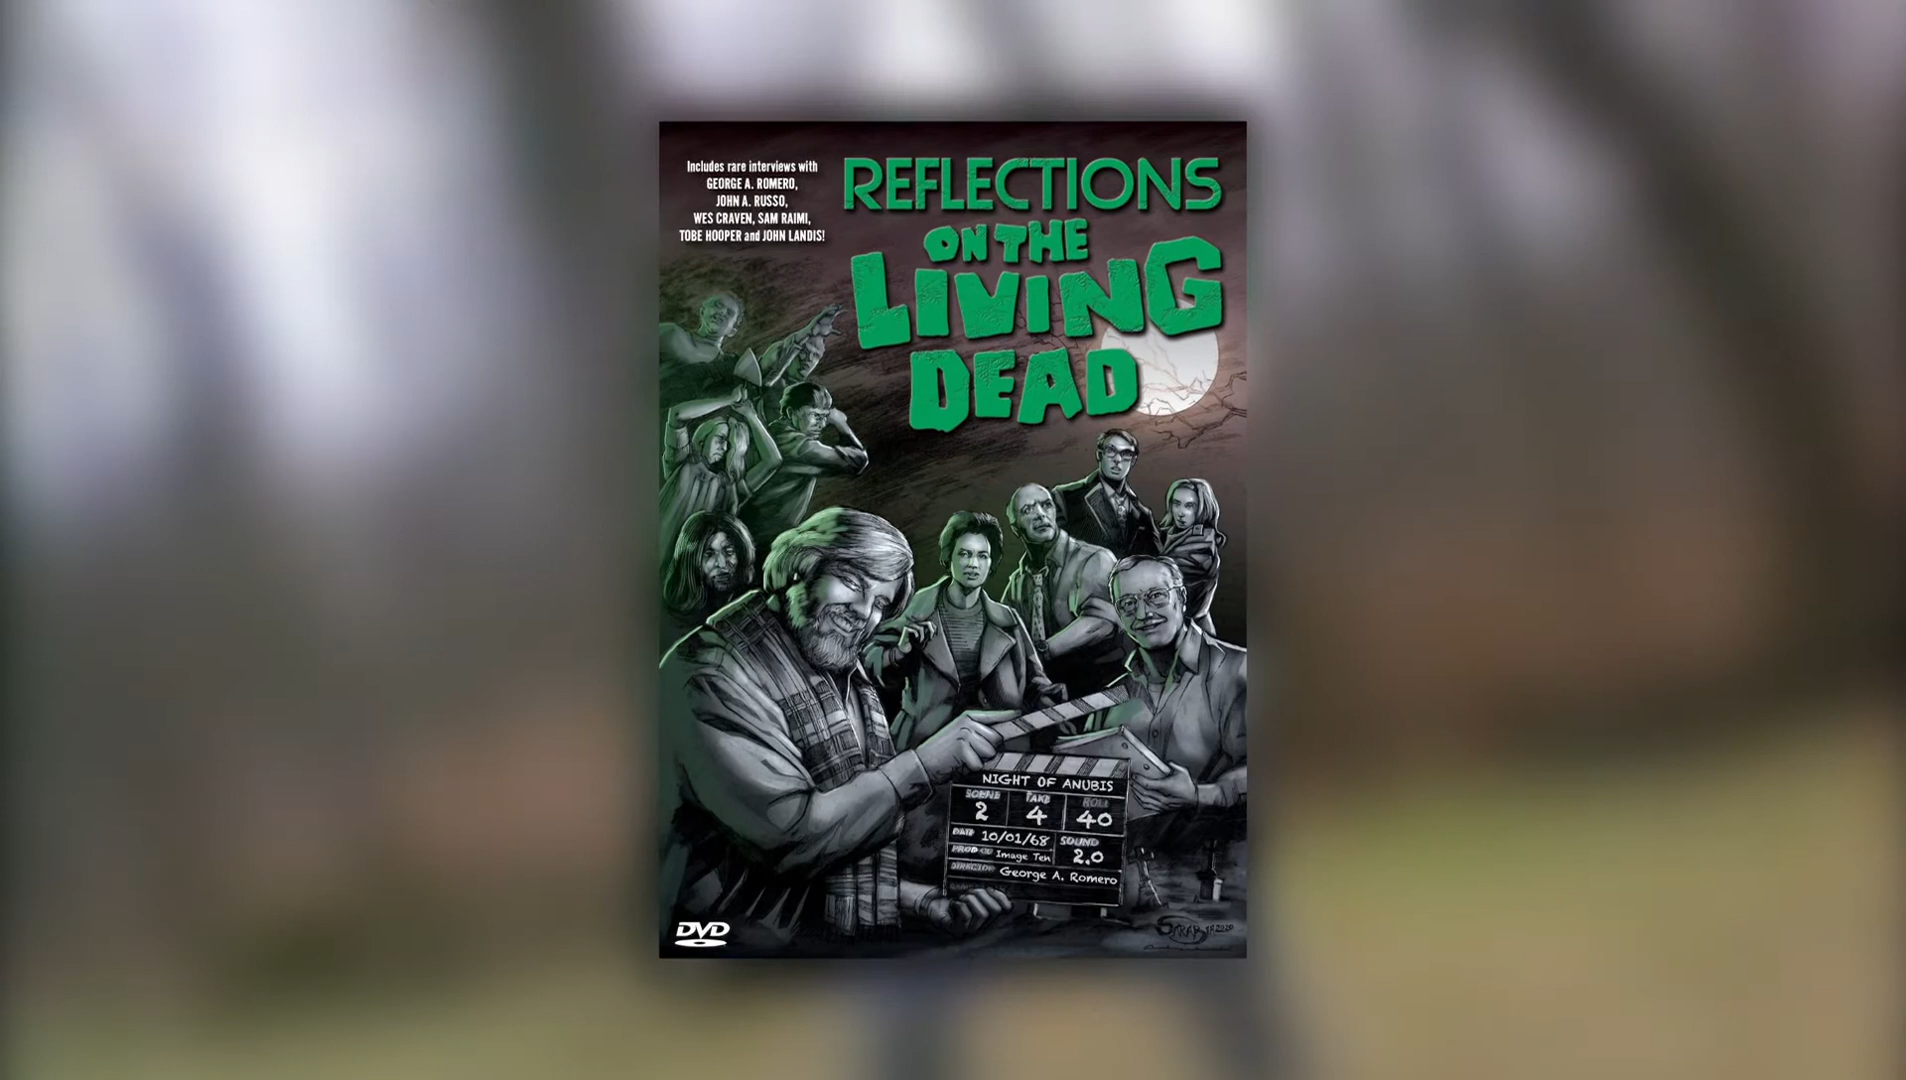 Includes rare interviews with
GEORGE A. ROMERO,
JOHN A. RUSSO,
WES CRAVEN, SAM RAIMI,
TOBE HOOPER and JOHN LANDIS!
REFLECTIONS
ON THE
LIVING
DEAD
NIGHT OF ANUBIS
SCENE TAKE ROLL
2 4 40
DATE 10/01/68 SOUND
PROD CO Image Ten 2.0
DIRECTOR George A. Romero
DVD